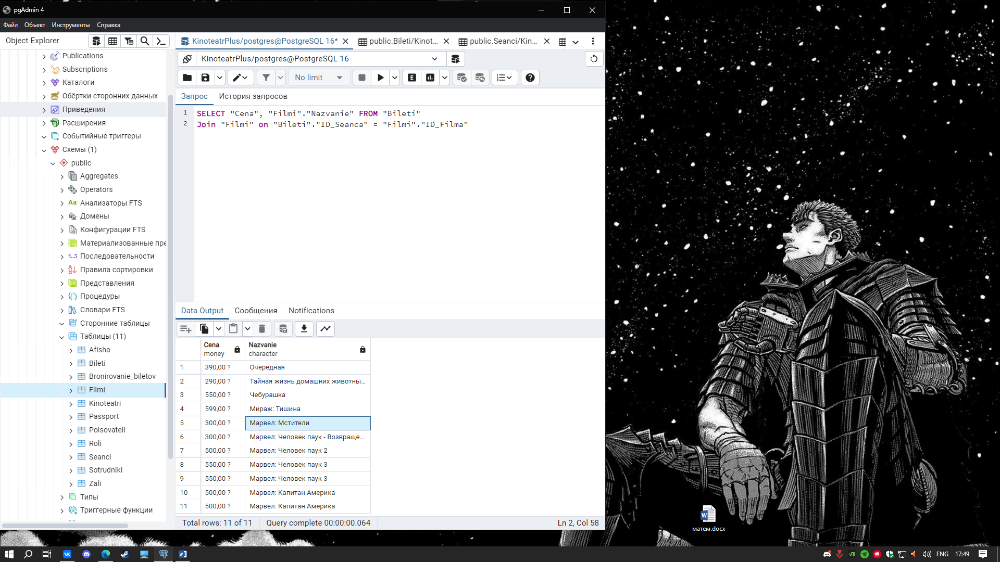 pgAdmin 4
Файл Объект Инструменты Справка
Object Explorer
Publications
Subscriptions
Каталоги
Обёртки сторонних данных
Приведения
Расширения
Событийные триггеры
Схемы (1)
public
Aggregates
Operators
Aa Анализаторы FTS
Домены
Конфигурации FTS
Материализованные пре
1..3 Последовательности
Правила сортировки
Представления
Процедуры
Словари FTS
Сторонние таблицы
Таблицы (11)
Afisha
Bileti
Bronirovanie_biletov
Filmi
Kinoteatri
Passport
Polsovateli
Roli
Seanci
Sotrudniki
Zali
Типы
Триггерные функции
KinoteatrPlus/postgres@PostgreSQL 16* public.Bileti/Kinot... public.Seanci/Kin...
KinoteatrPlus/postgres@PostgreSQL 16
No limit
Запрос История запросов
1 SELECT "Cena", "Filmi"."Nazvanie" FROM "Bileti"
2 Join "Filmi" on "Bileti"."ID_Seanca" = "Filmi"."ID_Filma"
Data Output Сообщения Notifications
Cena Nazvanie
money character
1 390,00 ? Очередная
2 290,00 ? Тайная жизнь домашних животны...
3 550,00 ? Чебурашка
4 599,00 ? Мираж: Тишина
5 300,00 ? Марвел: Мстители
6 300,00 ? Марвел: Человек паук - Возвраще...
7 500,00 ? Марвел: Человек паук 2
8 550,00 ? Марвел: Человек паук 3
9 550,00 ? Марвел: Человек паук 3
10 500,00 ? Марвел: Капитан Америка
11 500,00 ? Марвел: Капитан Америка
Total rows: 11 of 11 Query complete 00:00:00.064 Ln 2, Col 58
матем.docx
ENG 17:49